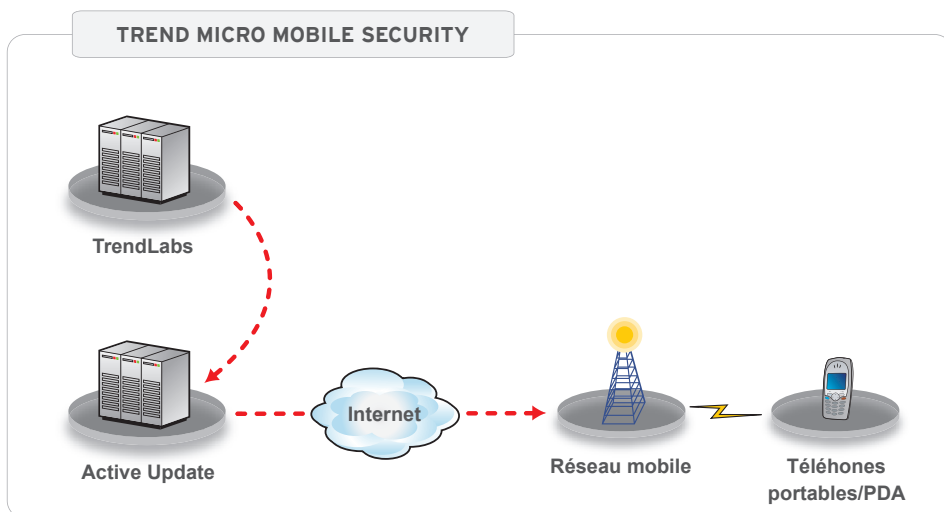 TREND MICRO MOBILE SECURITY
TrendLabs
Internet
Active Update
Réseau mobile
Téléhones
portables/PDA